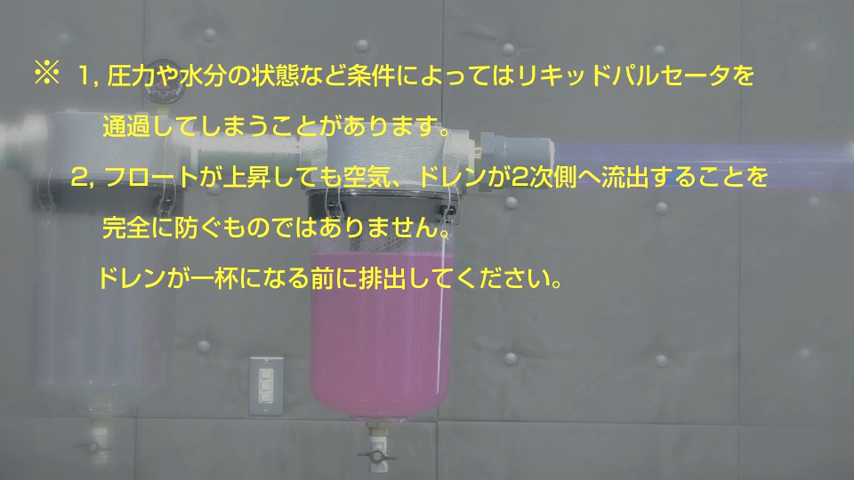 ※ 1, 圧力や水分の状態など条件によってはリキッドパルセータを
通過してしまうことがあります。
2, フロートが上昇しても空気、ドレンが2次側へ流出することを
完全に防ぐものではありません。
ドレンが一杯になる前に排出してください。